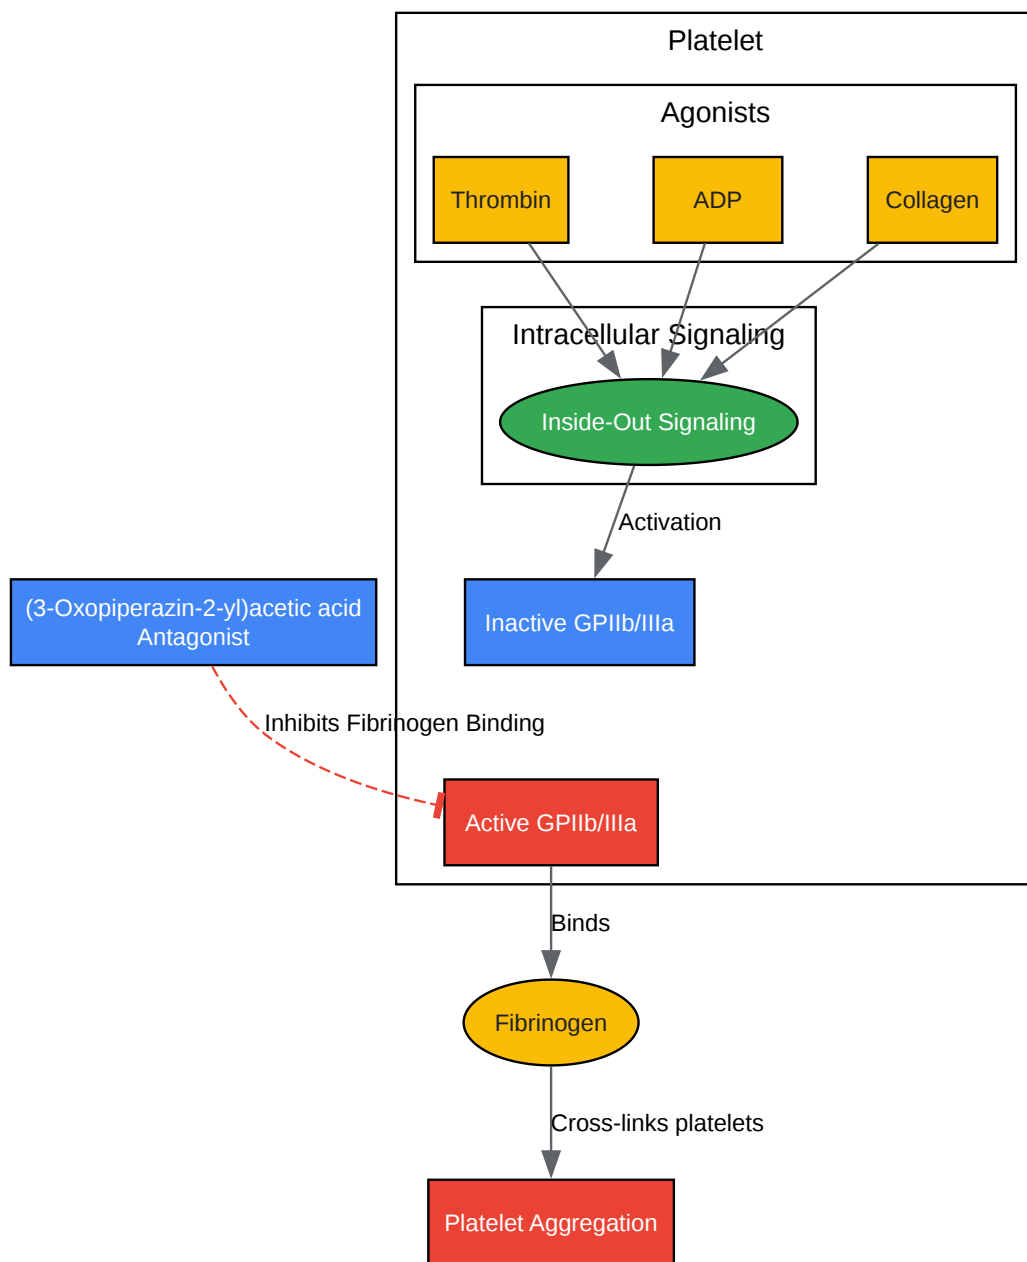 Platelet
Agonists
Thrombin
ADP
Collagen
Intracellular Signaling
Inside-Out Signaling
Activation
(3-Oxopiperazin-2-yl)acetic acid
Antagonist
Inactive GPIIb/IIIa
Inhibits Fibrinogen Binding
Active GPIIb/IIIa
Binds
Fibrinogen
Cross-links platelets
Platelet Aggregation